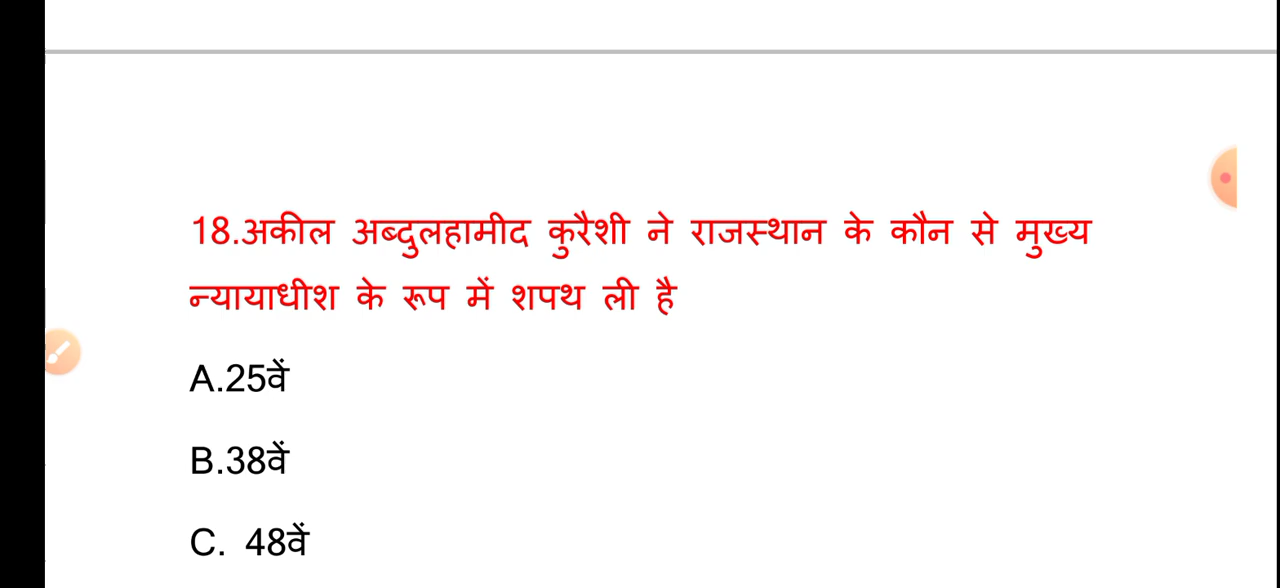 18.अकील अब्दुलहामीद कुरैशी ने राजस्थान के कौन से मुख्य
न्यायाधीश के रूप में शपथ ली है
A.25वें
B.38वें
C. 48वें